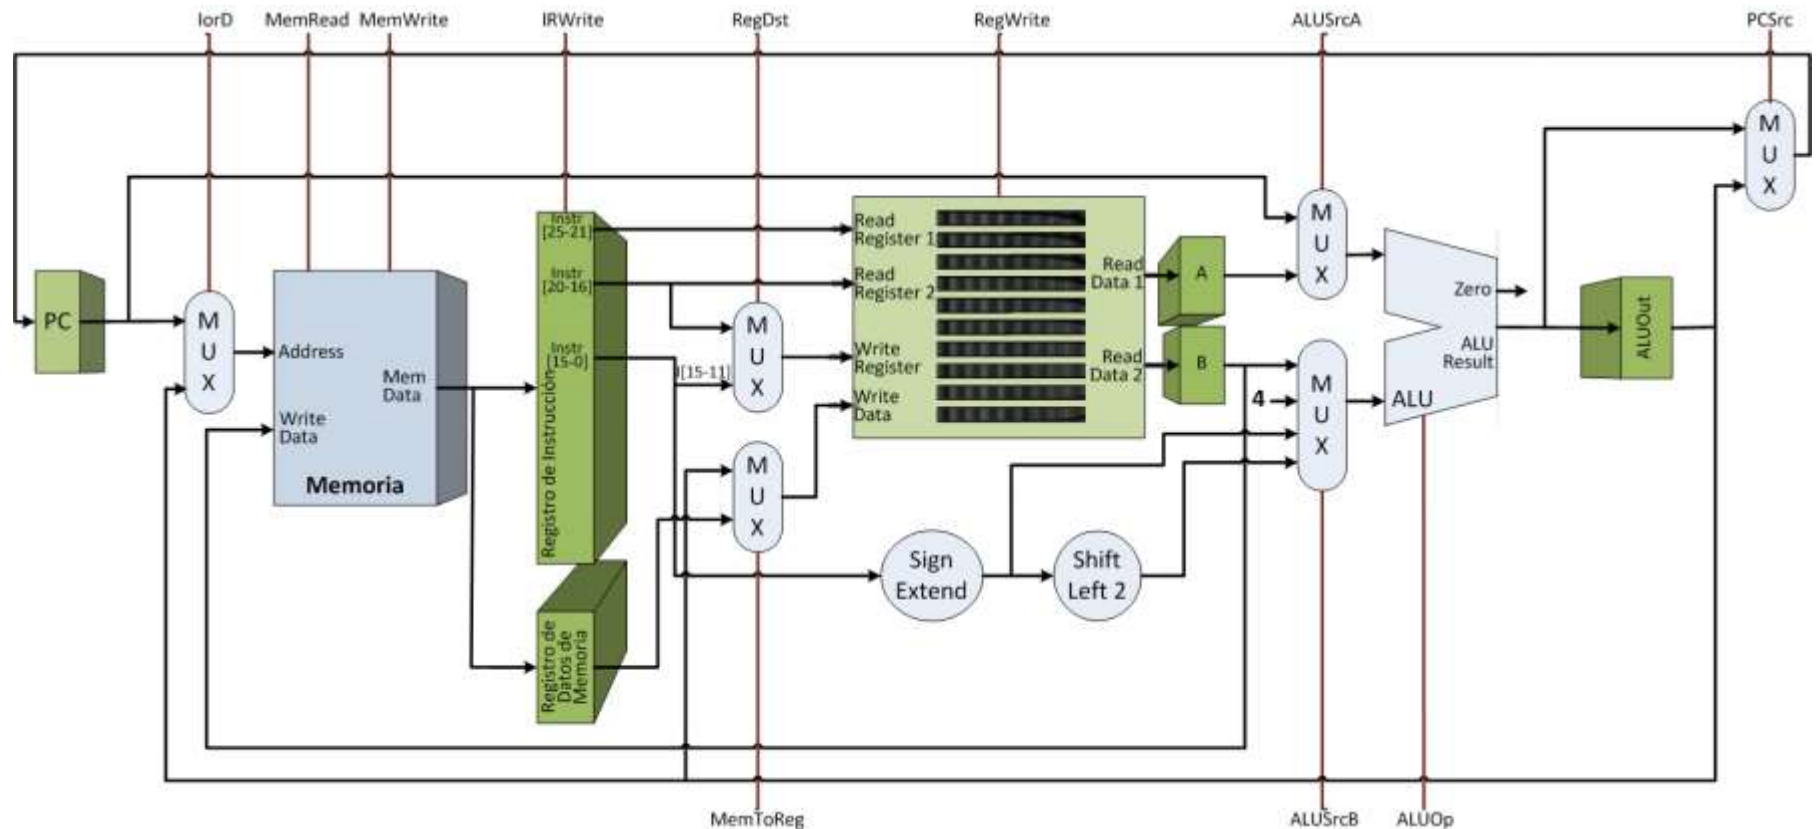 IorD
MemRead
MemWrite
IRWrite
RegDst
RegWrite
ALUSrcA
PCSrc
PC
M
U
X
Address
Mem
Data
Write
Data
Memoria
Instr
[25-21]
Instr
[20-16]
Instr
[15-0]
Registro de Instrucción
Registro de
Datos de
Memoria
I[15-11]
M
U
X
M
U
X
Read
Register 1
Read
Register 2
Write
Register
Write
Data
Read
Data 1
Read
Data 2
A
B
Sign
Extend
Shift
Left 2
M
U
X
4
M
U
X
Zero
ALU
Result
ALU
ALUOut
M
U
X
MemToReg
ALUSrcB
ALUOp